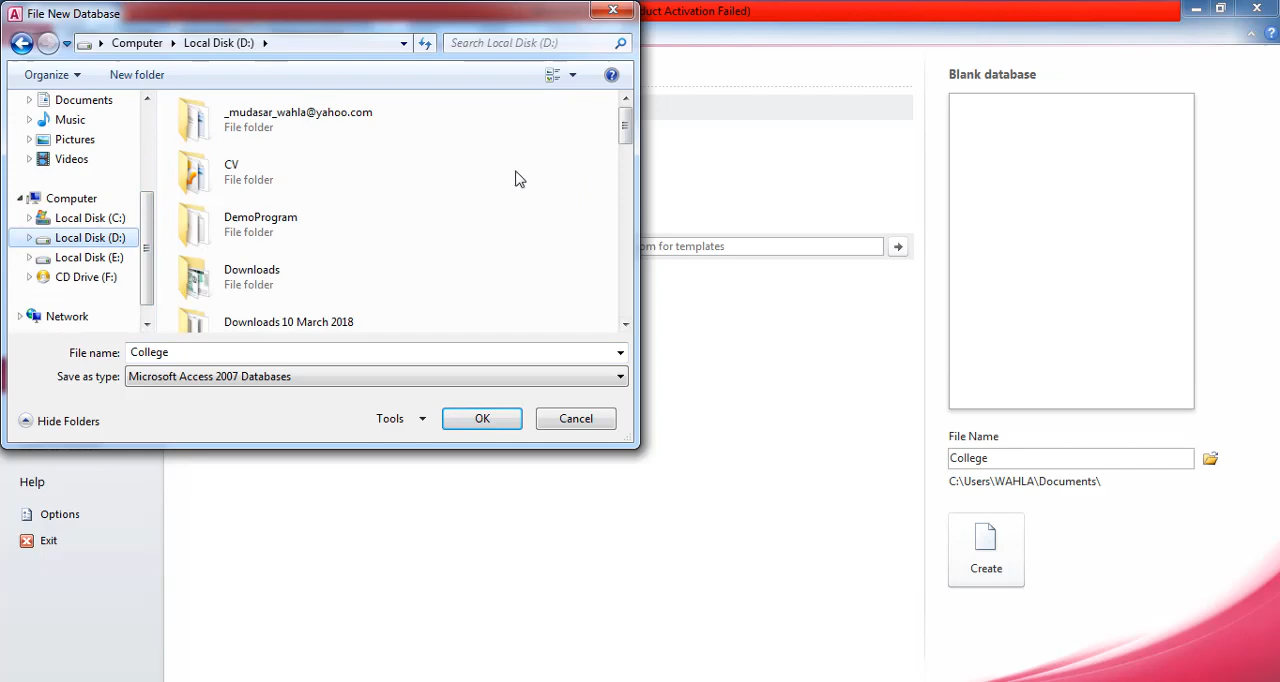 File New Database
duct Activation Failed)
Computer
Local Disk (D:)
Search Local Disk (D:)
Organize
New folder
Documents
Music
Pictures
Videos
Computer
Local Disk (C:)
Local Disk (D:)
Local Disk (E:)
CD Drive (F:)
Network
_mudasar_wahla@yahoo.com
File folder
CV
File folder
DemoProgram
File folder
Downloads
File folder
Downloads 10 March 2018
File name:
College
Save as type:
Microsoft Access 2007 Databases
Hide Folders
Tools
OK
Cancel
om for templates
Help
Options
Exit
Blank database
File Name
College
C:\Users\WAHLA\Documents\
Create